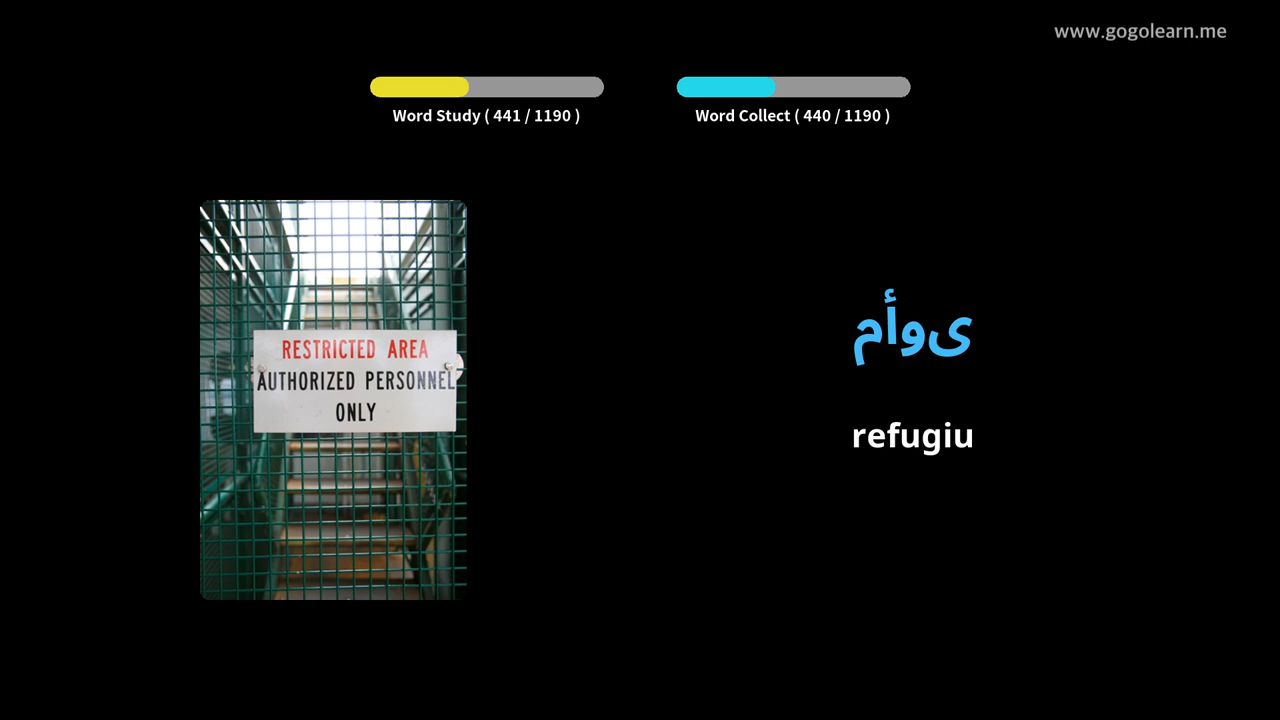 www.gogolearn.me
Word Study ( 441 / 1190 )
Word Collect ( 440 / 1190 )
RESTRICTED AREA
AUTHORIZED PERSONNEL
ONLY
ىوأم
refugiu